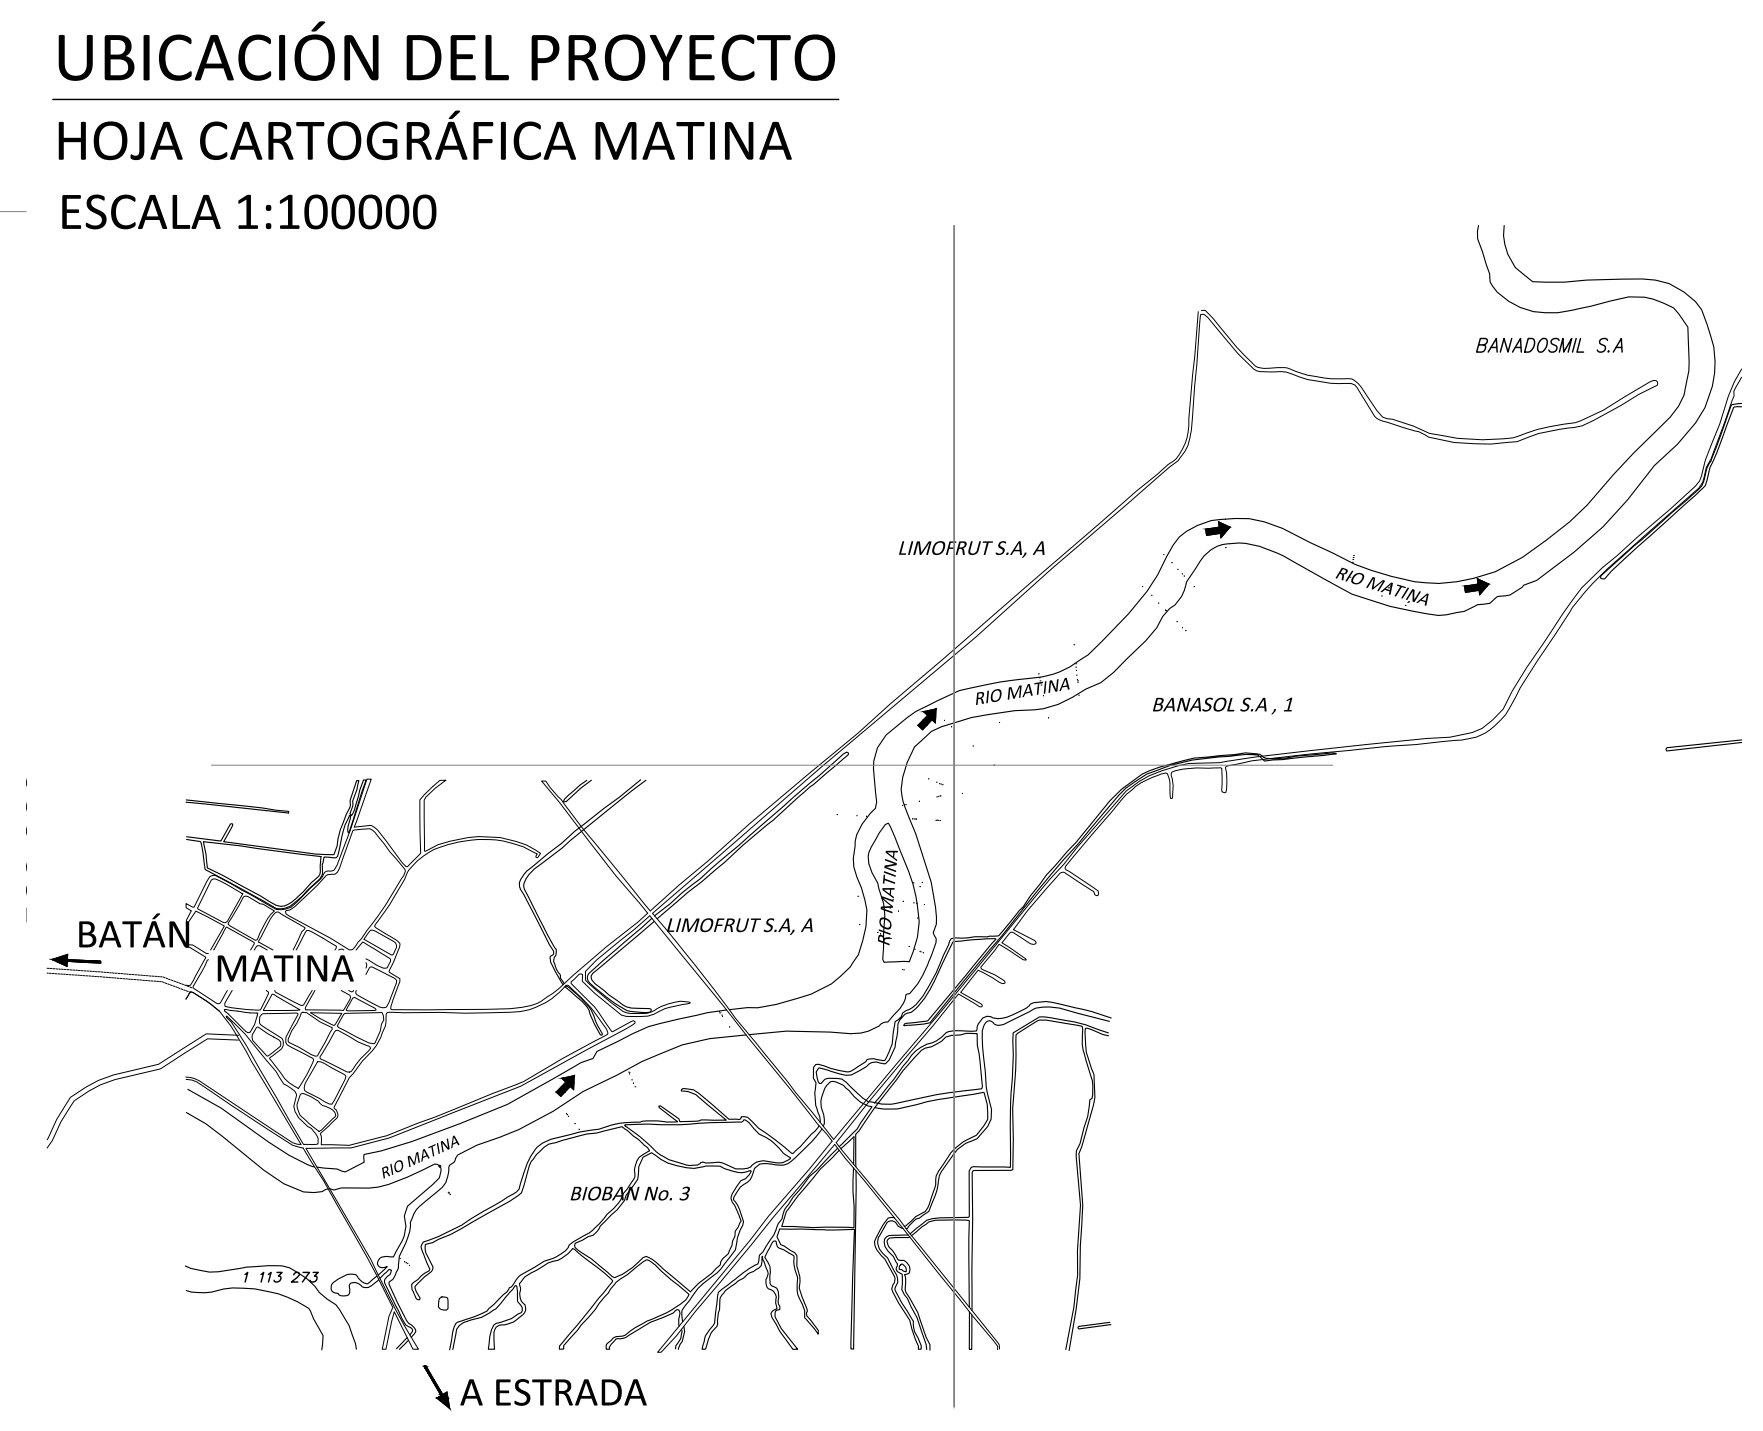 UBICACIÓN DEL PROYECTO
HOJA CARTOGRÁFICA MATINA
ESCALA 1:100000
BANADOSMIL S.A
LIMOFRUT S.A, A
RIO MATINA
RIO MATINA
BANASOL S.A , 1
RIO MATINA
LIMOFRUT S.A, A
BATÁN
MATINA
RIO MATINA
BIOBAN No. 3
1 113 273
A ESTRADA